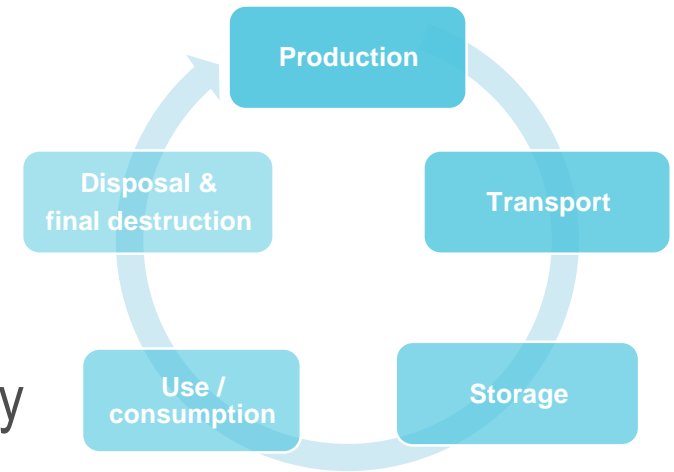 Production
Transport
Storage
Use /
consumption
Disposal &
final destruction
y